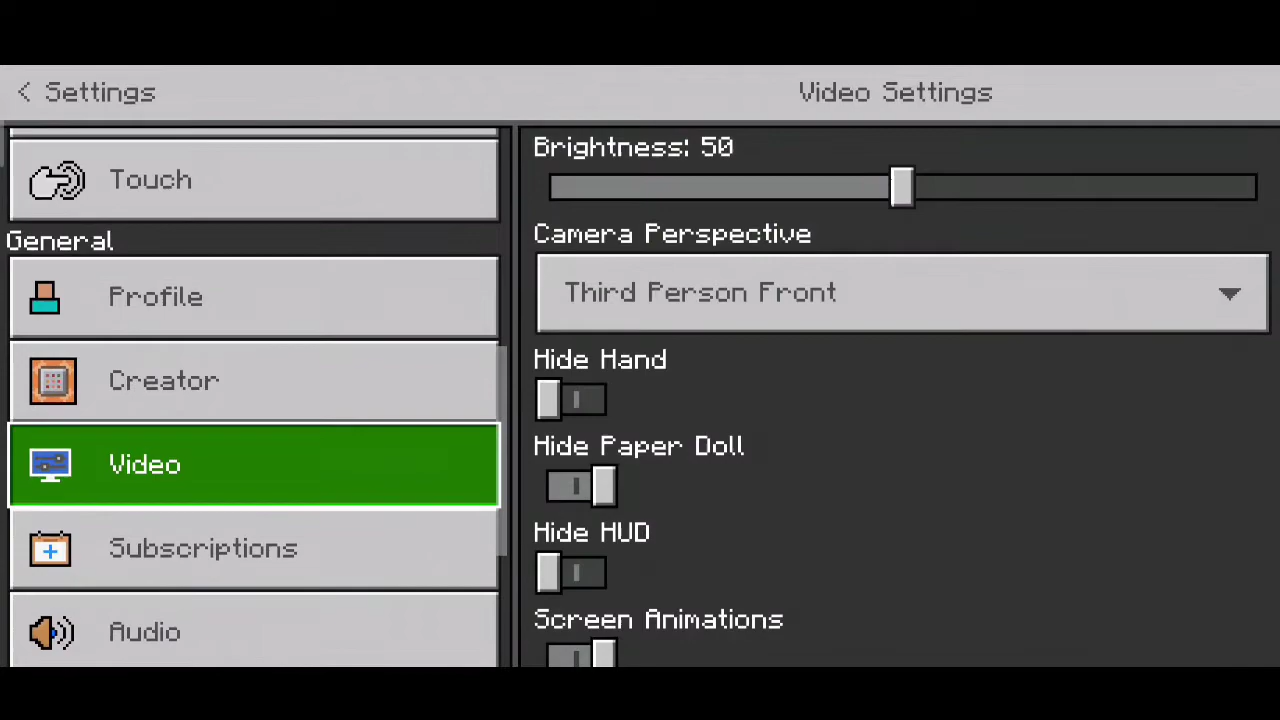 Settings
Video Settings
Touch
General
Profile
Creator
Video
Subscriptions
Audio
Brightness: 50
Camera Perspective
Third Person Front
Hide Hand
Hide Paper Doll
Hide HUD
Screen Animations